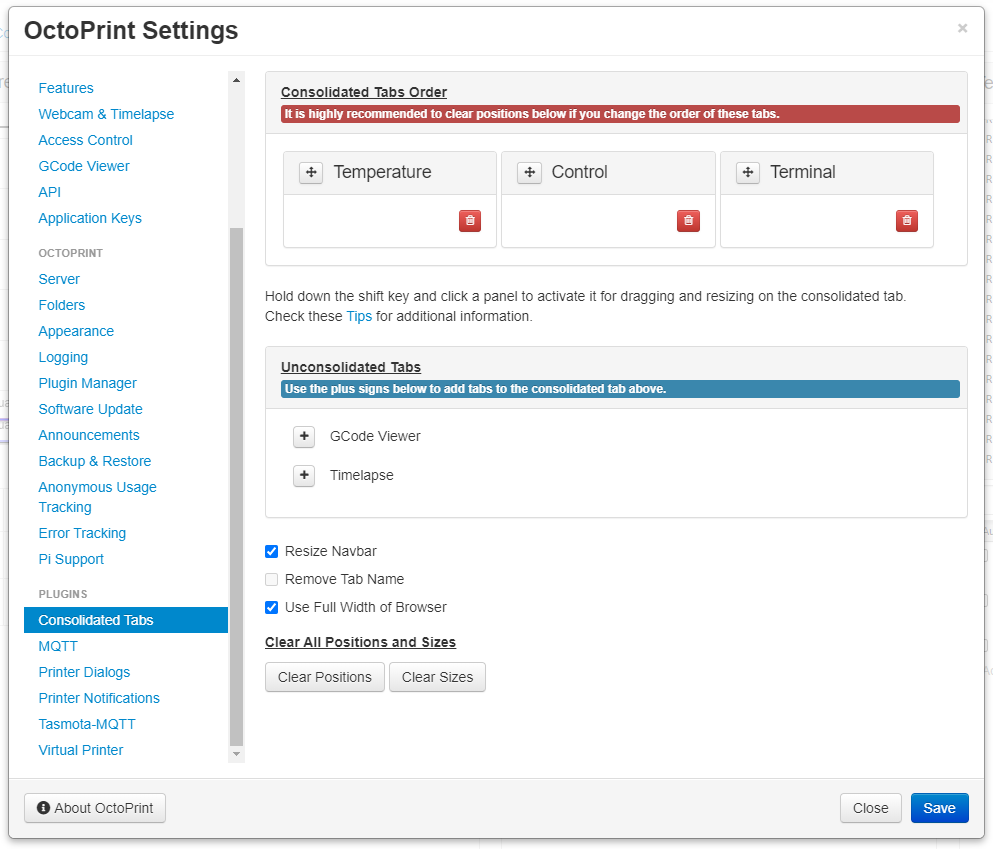 OctoPrint Settings
×
Features
Webcam & Timelapse
Access Control
GCode Viewer
API
Application Keys
OCTOPRINT
Server
Folders
Appearance
Logging
Plugin Manager
Software Update
Announcements
Backup & Restore
Anonymous Usage
Tracking
Error Tracking
Pi Support
PLUGINS
Consolidated Tabs
MQTT
Printer Dialogs
Printer Notifications
Tasmota-MQTT
Virtual Printer
Consolidated Tabs Order
It is highly recommended to clear positions below if you change the order of these tabs.
Temperature
Control
Terminal
Hold down the shift key and click a panel to activate it for dragging and resizing on the consolidated tab.
Check these Tips for additional information.
Unconsolidated Tabs
Use the plus signs below to add tabs to the consolidated tab above.
GCode Viewer
Timelapse
Resize Navbar
Remove Tab Name
Use Full Width of Browser
Clear All Positions and Sizes
Clear Positions
Clear Sizes
About OctoPrint
Close
Save